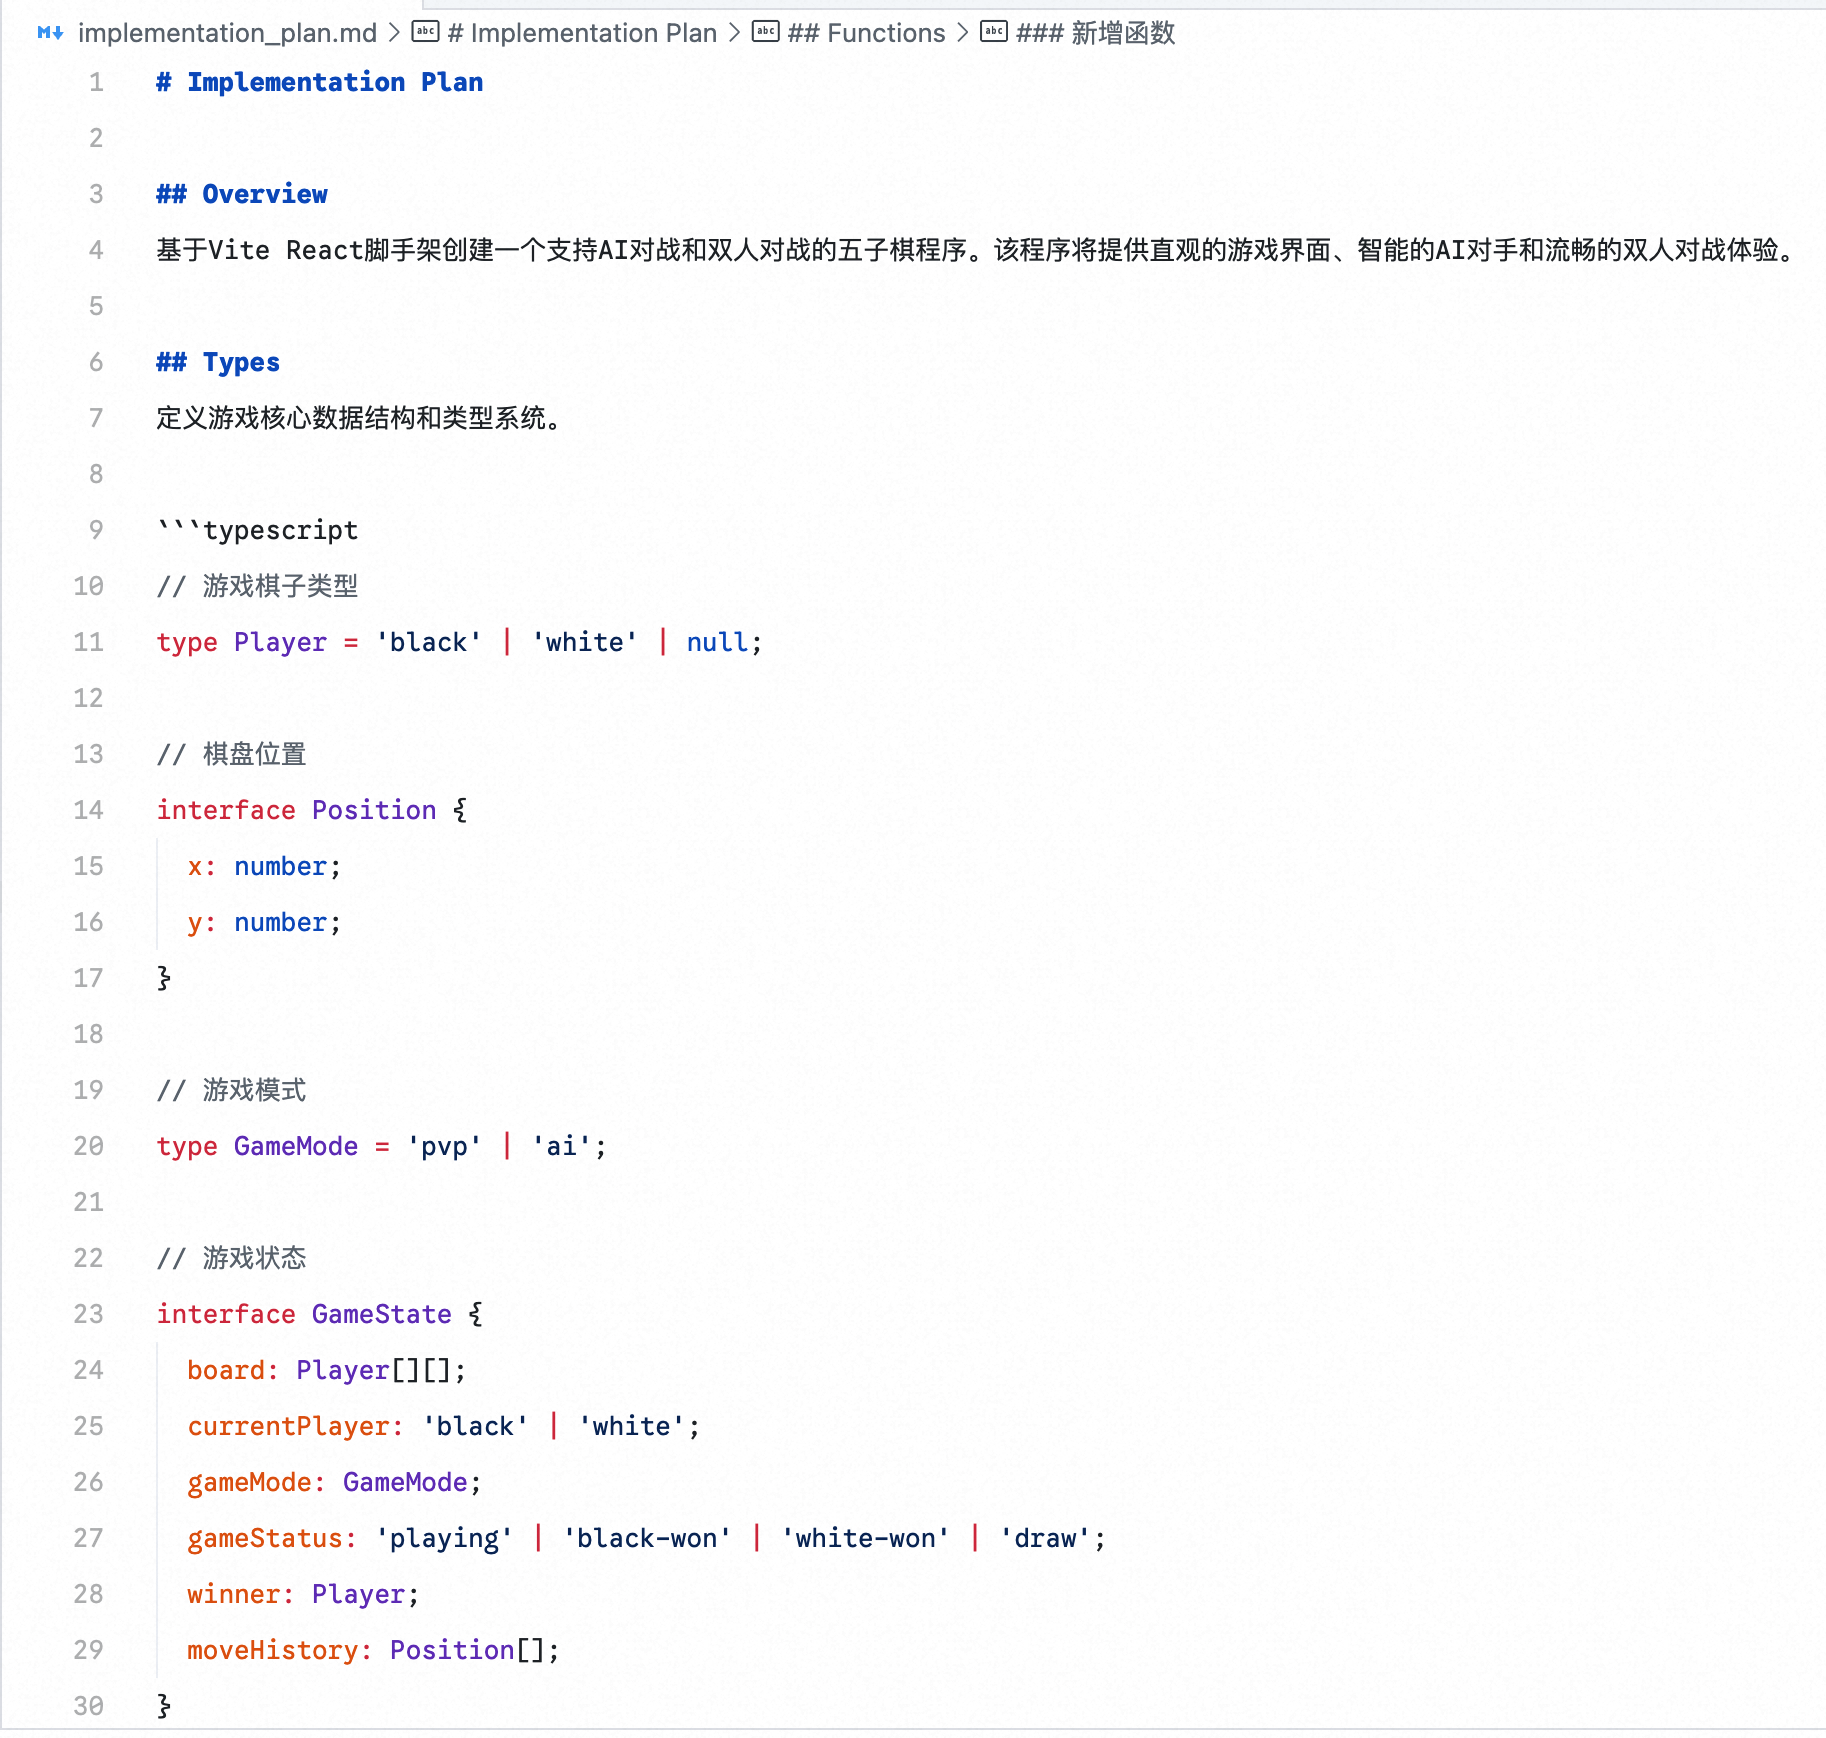 implementation_plan.md > # Implementation Plan > ## Functions > ### 新增函数
1 # Implementation Plan
2
3 ## Overview
4 基于Vite React脚手架创建一个支持AI对战和双人对战的五子棋程序。该程序将提供直观的游戏界面、智能的AI对手和流畅的双人对战体验。
5
6 ## Types
7 定义游戏核心数据结构和类型系统。
8
9 ```typescript
10 // 游戏棋子类型
11 type Player = 'black' | 'white' | null;
12
13 // 棋盘位置
14 interface Position {
15   x: number;
16   y: number;
17 }
18
19 // 游戏模式
20 type GameMode = 'pvp' | 'ai';
21
22 // 游戏状态
23 interface GameState {
24   board: Player[][];
25   currentPlayer: 'black' | 'white';
26   gameMode: GameMode;
27   gameStatus: 'playing' | 'black-won' | 'white-won' | 'draw';
28   winner: Player;
29   moveHistory: Position[];
30 }